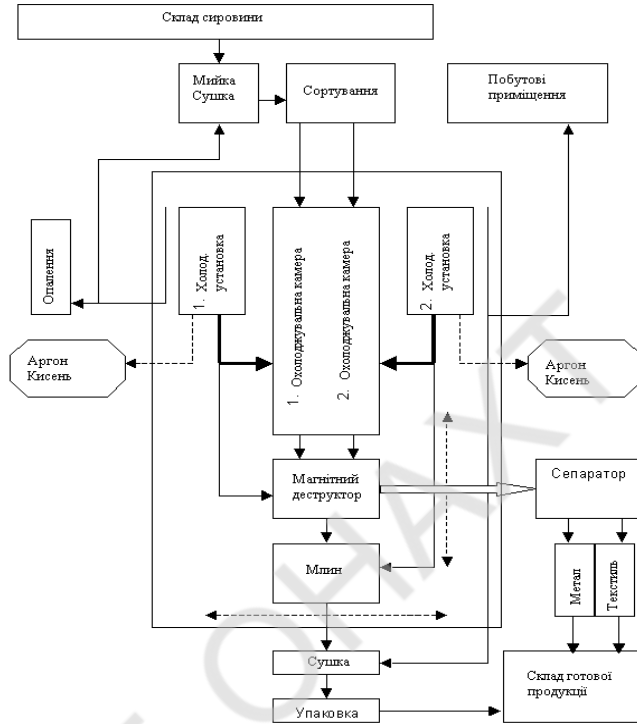 Склад сировини
Мийка
Сушка
Сортування
Побутові
приміщення
Опалення
1. Холод.
установка
1. Охолоджувальна камера
2. Охолоджувальна камера
2. Холод.
установка
Аргон
Кисень
Аргон
Кисень
Магнітний
деструктор
Сепаратор
Млин
Метал
Текстиль
Сушка
Склад готової
продукції
Упаковка
ОНАХТ